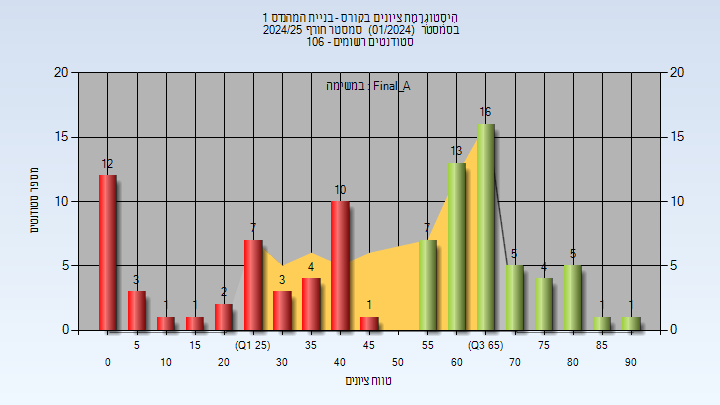 היסטוגרמת ציונים בקורס - בניית המחנדס 1
בסמסטר (01/2024) סמסטר חורף 2024/25
סטודנטים רשומים - 106
במשימה : Final_A
מספר סטודנטים
20 20
15 15
10 10
5 5
0 0
12 3 1 1 2 7 3 4 10 1 7 13 16 5 4 5 1 1
5 15 (Q1 25) 35 45 55 (Q3 65) 75 85
0 10 20 30 40 50 60 70 80 90
טווח ציונים